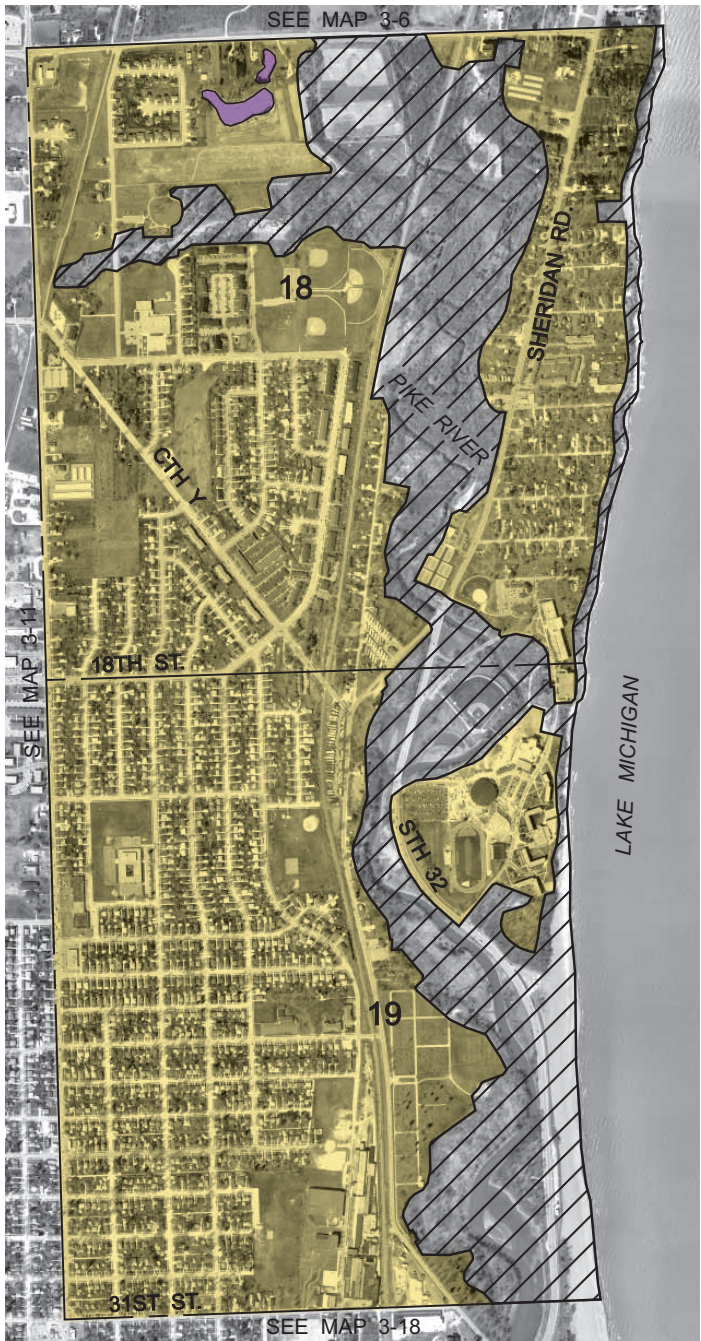 SEE MAP 3-6
18
SHERIDAN RD.
PIKE RIVER
CTH Y
SEE MAP 3-11
18TH ST.
LAKE MICHIGAN
STH 32
19
31ST ST.
SEE MAP 3-18